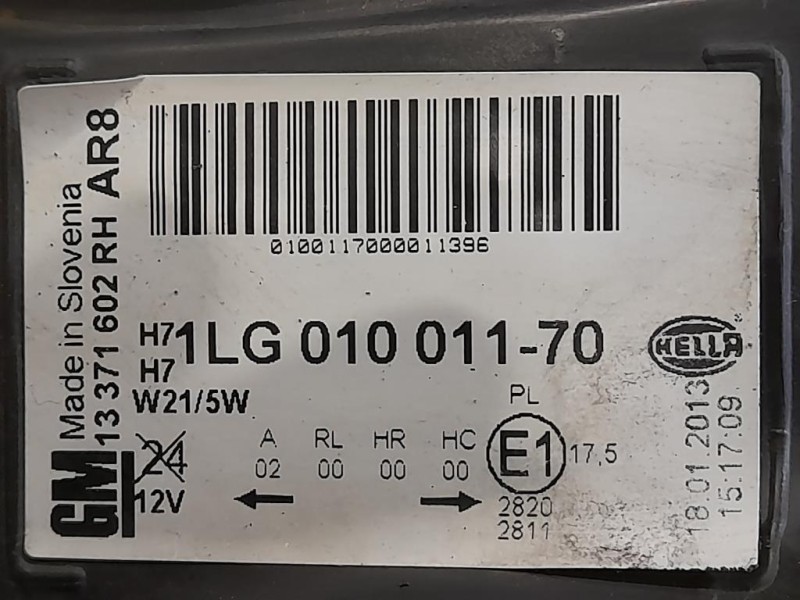 0100117000011396
Made in Slovenia
13 371 602 RH AR8
GM
H7 1LG 010 011-70
H7
W21/5W
HELLA
PL
A RL HR HC
02 00 00 00
E1 17,5
24
12V
2820
2811
18.01.2013
15:17:09